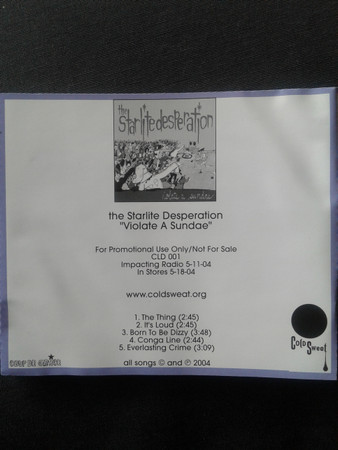 the
starlitedesperation
violate a sundae
the Starlite Desperation
"Violate A Sundae"
For Promotional Use Only/Not For Sale
CLD 001
Impacting Radio 5-11-04
In Stores 5-18-04
www.coldsweat.org
1. The Thing (2:45)
2. It's Loud (2:45)
3. Born To Be Dizzy (3:48)
4. Conga Line (2:44)
5. Everlasting Crime (3:09)
all songs © and ℗ 2004
Cold Sweat